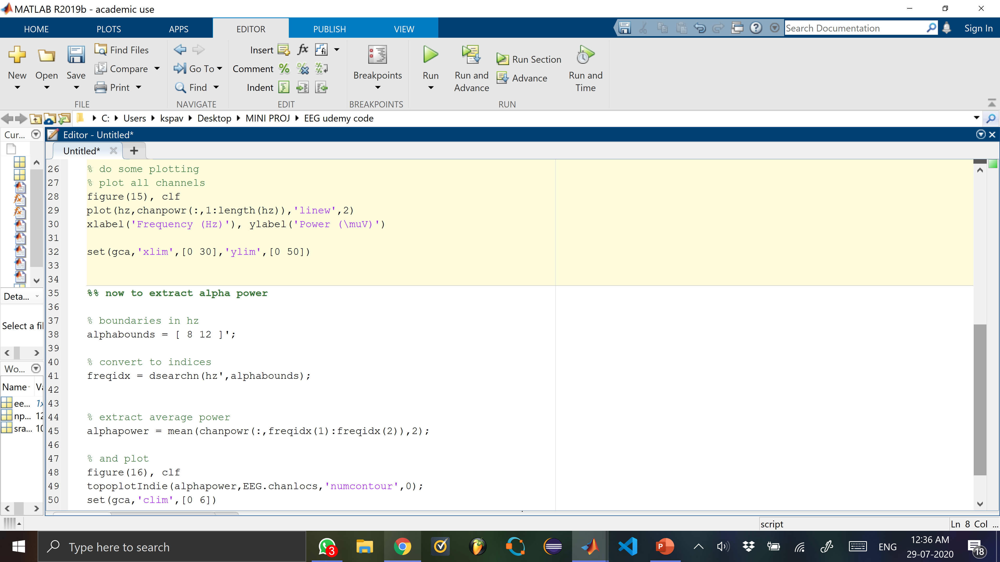 MATLAB R2019b - academic use
HOME PLOTS APPS EDITOR PUBLISH VIEW Search Documentation Sign In
New Open Save Find Files Compare Print
Go To Find
Insert fx fi
Comment % % %
Indent
Breakpoints
Run Run and Advance Run Section Advance Run and Time
FILE NAVIGATE EDIT BREAKPOINTS RUN
C: Users kspav Desktop MINI PROJ EEG udemy code
Cur... Editor - Untitled*
Untitled* +
26 % do some plotting
27 % plot all channels
28 figure(15), clf
29 plot(hz,chanpowr(:,1:length(hz)),'linew',2)
30 xlabel('Frequency (Hz)'), ylabel('Power (\muV)')
31
32 set(gca,'xlim',[0 30],'ylim',[0 50])
33
34
35 %% now to extract alpha power
36
37 % boundaries in hz
38 alphabounds = [ 8 12 ]';
39
40 % convert to indices
41 freqidx = dsearchn(hz',alphabounds);
42
43
44 % extract average power
45 alphapower = mean(chanpowr(:,freqidx(1):freqidx(2)),2);
46
47 % and plot
48 figure(16), clf
49 topoplotIndie(alphapower,EEG.chanlocs,'numcontour',0);
50 set(gca,'clim',[0 6])
Deta...
Select a fil
Wo...
Name Va
ee... 1x
np... 12
sra... 10
script Ln 8 Col ...
Type here to search
3
P
ENG
12:36 AM
29-07-2020
18